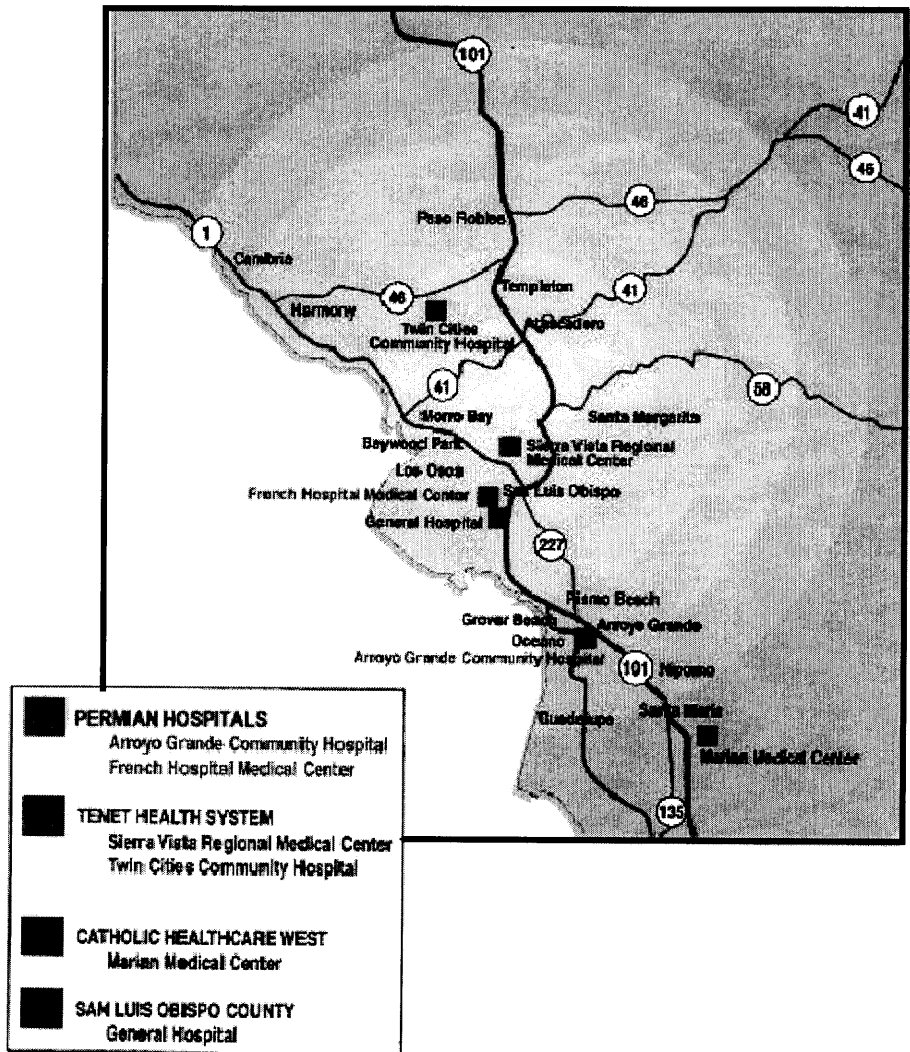 101
41
46
46
Paso Robles
1
Cambria
Templeton
41
46
Harmony
Atascadero
Twin Cities
Community Hospital
41
58
Morro Bay
Santa Margarita
Baywood Park
Sierra Vista Regional
Medical Center
Los Osos
French Hospital Medical Center
San Luis Obispo
General Hospital
227
Pismo Beach
Grover Beach
Arroyo Grande
Oceano
Arroyo Grande Community Hospital
101
Nipomo
Guadalupe
Santa Maria
Marian Medical Center
135
PERMIAN HOSPITALS
Arroyo Grande Community Hospital
French Hospital Medical Center
TENET HEALTH SYSTEM
Sierra Vista Regional Medical Center
Twin Cities Community Hospital
CATHOLIC HEALTHCARE WEST
Marian Medical Center
SAM LUIS OBISPO COUNTY
General Hospital